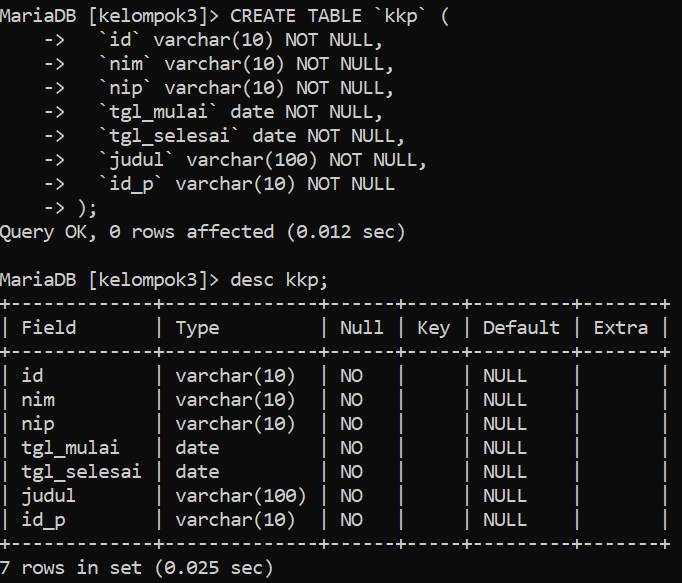 MariaDB [kelompok3]> CREATE TABLE `kkp` (
    ->   `id` varchar(10) NOT NULL,
    ->   `nim` varchar(10) NOT NULL,
    ->   `nip` varchar(10) NOT NULL,
    ->   `tgl_mulai` date NOT NULL,
    ->   `tgl_selesai` date NOT NULL,
    ->   `judul` varchar(100) NOT NULL,
    ->   `id_p` varchar(10) NOT NULL
    -> );
Query OK, 0 rows affected (0.012 sec)

MariaDB [kelompok3]> desc kkp;
+-------------+--------------+------+-----+---------+-------+
| Field       | Type         | Null | Key | Default | Extra |
+-------------+--------------+------+-----+---------+-------+
| id          | varchar(10)  | NO   |     | NULL    |       |
| nim         | varchar(10)  | NO   |     | NULL    |       |
| nip         | varchar(10)  | NO   |     | NULL    |       |
| tgl_mulai   | date         | NO   |     | NULL    |       |
| tgl_selesai | date         | NO   |     | NULL    |       |
| judul       | varchar(100) | NO   |     | NULL    |       |
| id_p        | varchar(10)  | NO   |     | NULL    |       |
+-------------+--------------+------+-----+---------+-------+
7 rows in set (0.025 sec)